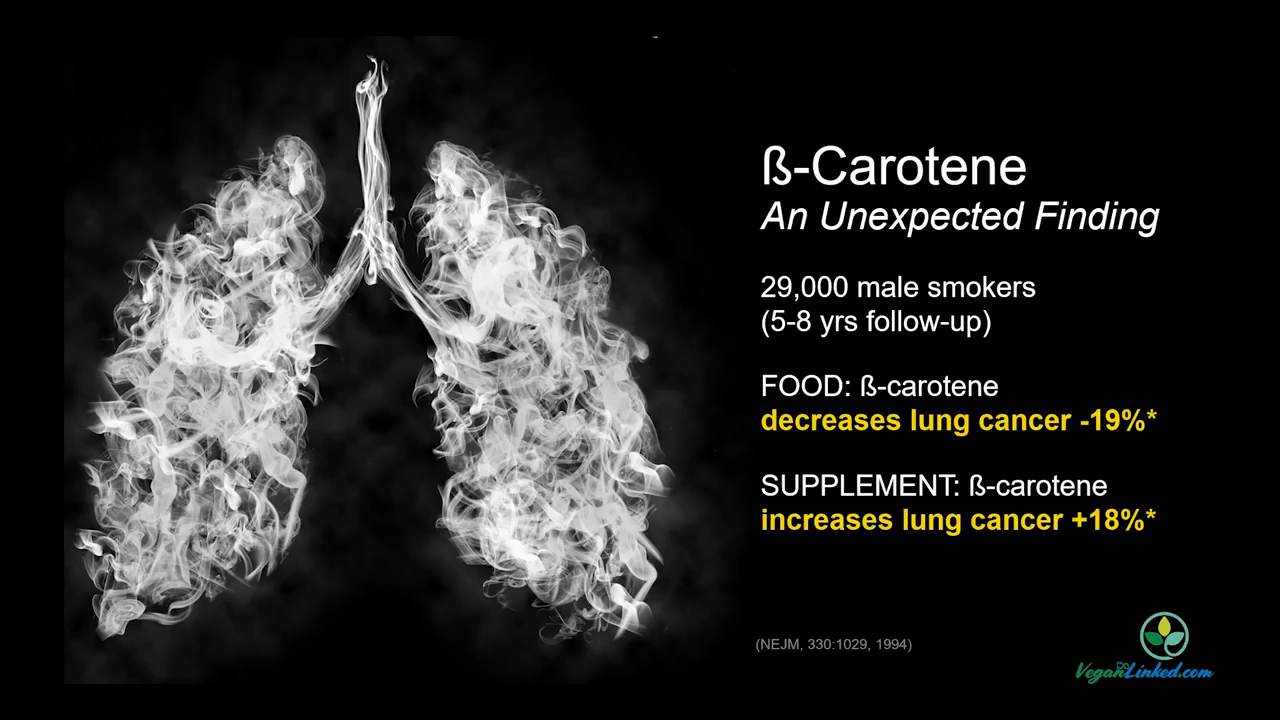 ß-Carotene
An Unexpected Finding
29,000 male smokers
(5-8 yrs follow-up)
FOOD: ß-carotene
decreases lung cancer -19%*
SUPPLEMENT: ß-carotene
increases lung cancer +18%*
(NEJM, 330:1029, 1994)
VeganLinked.com